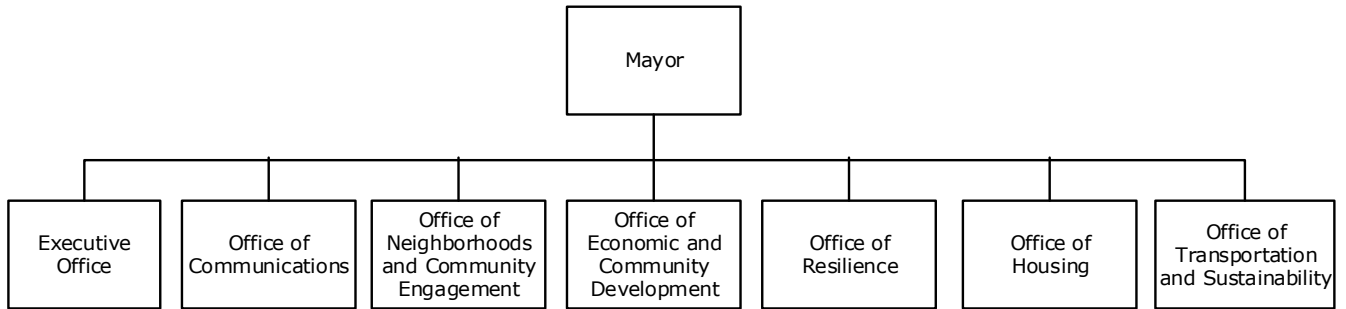 Mayor
Executive
Office
Office of
Communications
Office of
Neighborhoods
and Community
Engagement
Office of
Economic and
Community
Development
Office of
Resilience
Office of
Housing
Office of
Transportation
and Sustainability